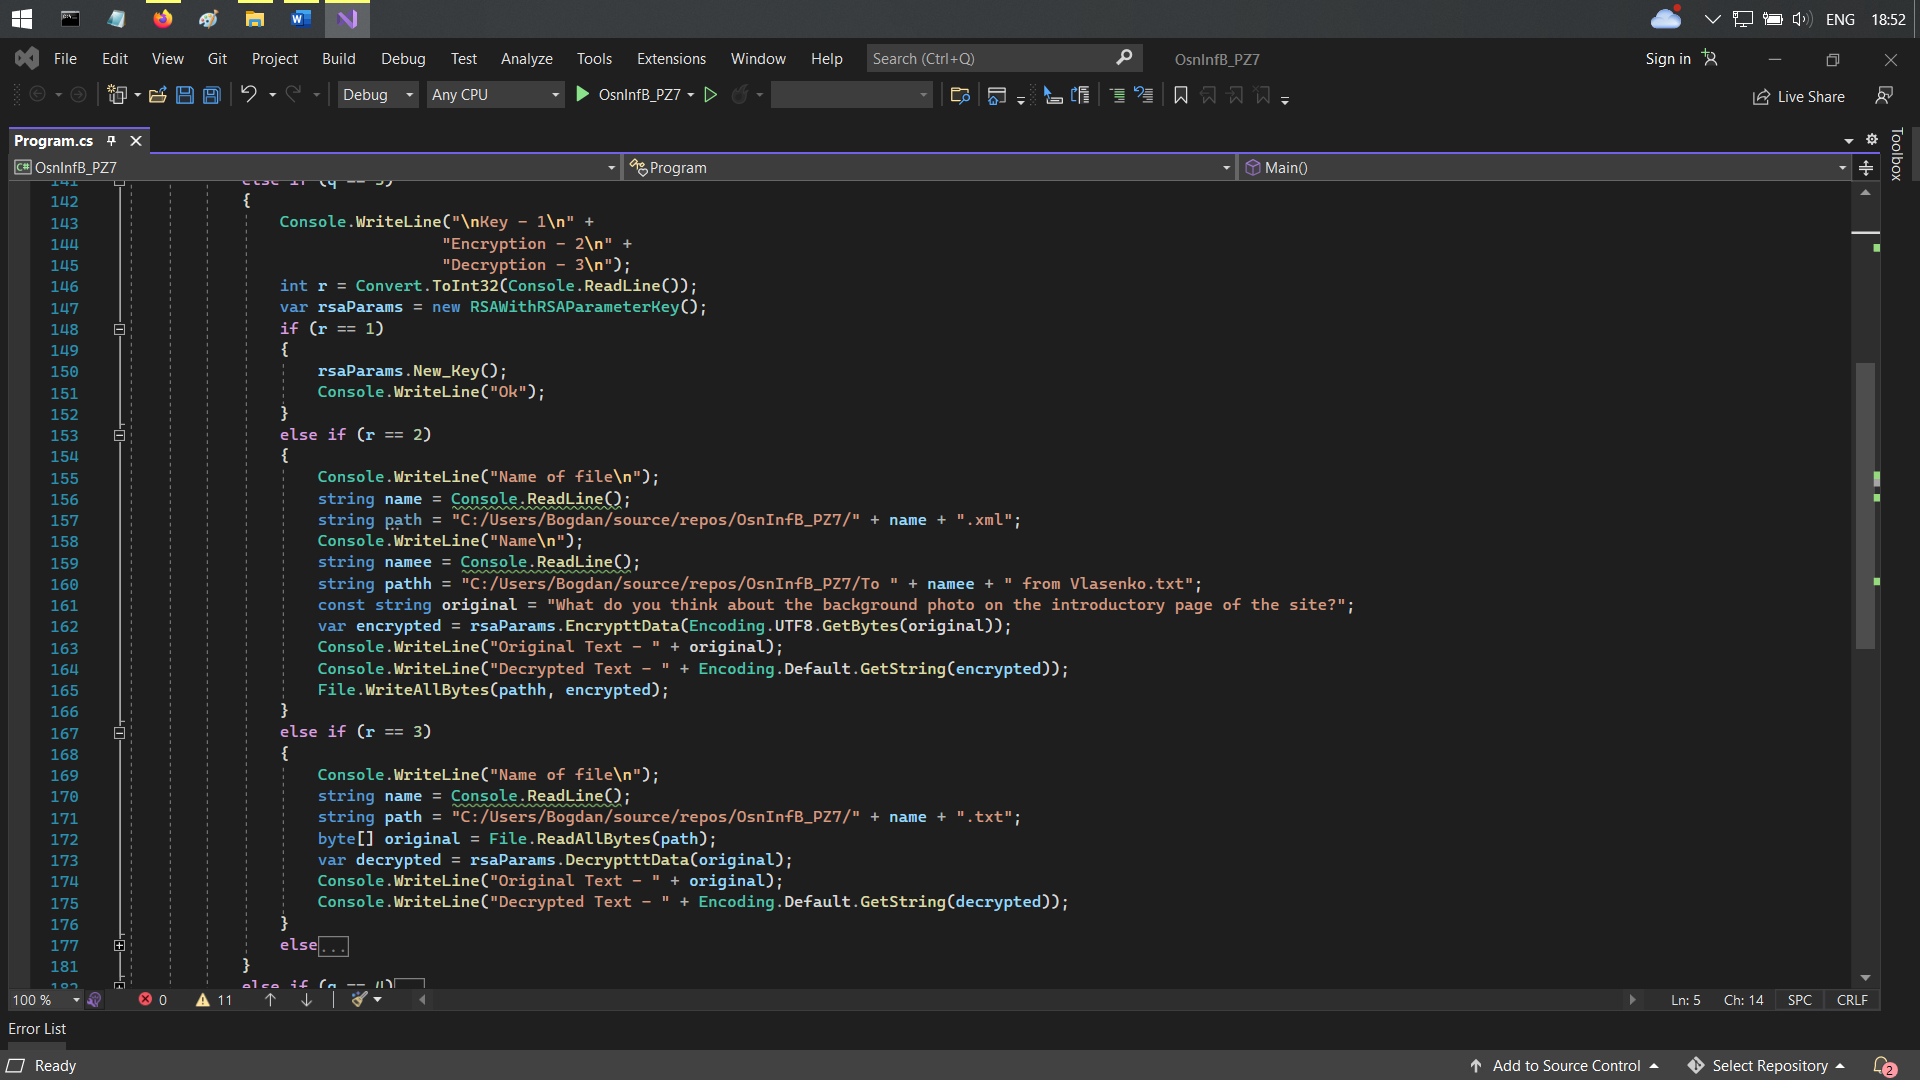 ENG 18:52
File Edit View Git Project Build Debug Test Analyze Tools Extensions Window Help Search (Ctrl+Q) OsnInfB_PZ7 Sign in
Debug Any CPU OsnInfB_PZ7 Live Share
Program.cs
Toolbox
C# OsnInfB_PZ7 Program Main()
141 else if (q == 3)
142 {
143 Console.WriteLine("\nKey - 1\n" +
144 "Encryption - 2\n" +
145 "Decryption - 3\n");
146 int r = Convert.ToInt32(Console.ReadLine());
147 var rsaParams = new RSAWithRSAParameterKey();
148 if (r == 1)
149 {
150 rsaParams.New_Key();
151 Console.WriteLine("Ok");
152 }
153 else if (r == 2)
154 {
155 Console.WriteLine("Name of file\n");
156 string name = Console.ReadLine();
157 string path = "C:/Users/Bogdan/source/repos/OsnInfB_PZ7/" + name + ".xml";
158 Console.WriteLine("Name\n");
159 string namee = Console.ReadLine();
160 string pathh = "C:/Users/Bogdan/source/repos/OsnInfB_PZ7/To " + namee + " from Vlasenko.txt";
161 const string original = "What do you think about the background photo on the introductory page of the site?";
162 var encrypted = rsaParams.EncrypttData(Encoding.UTF8.GetBytes(original));
163 Console.WriteLine("Original Text - " + original);
164 Console.WriteLine("Decrypted Text - " + Encoding.Default.GetString(encrypted));
165 File.WriteAllBytes(pathh, encrypted);
166 }
167 else if (r == 3)
168 {
169 Console.WriteLine("Name of file\n");
170 string name = Console.ReadLine();
171 string path = "C:/Users/Bogdan/source/repos/OsnInfB_PZ7/" + name + ".txt";
172 byte[] original = File.ReadAllBytes(path);
173 var decrypted = rsaParams.DecryptttData(original);
174 Console.WriteLine("Original Text - " + original);
175 Console.WriteLine("Decrypted Text - " + Encoding.Default.GetString(decrypted));
176 }
177 else...
181 }
182 else if (q == 4)...
100 % 0 11 Ln: 5 Ch: 14 SPC CRLF
Error List
Ready Add to Source Control Select Repository 2